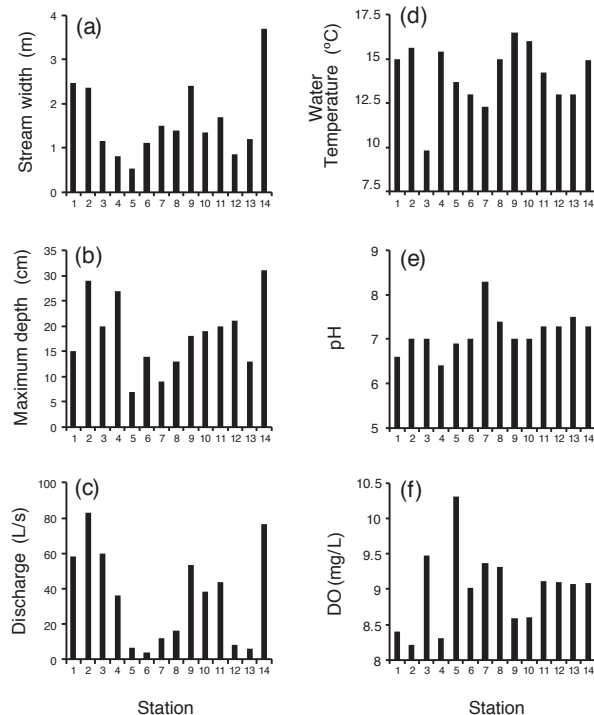 (a)
Stream width (m)
4
3
2
1
0
1 2 3 4 5 6 7 8 9 10 11 12 13 14
(b)
Maximum depth (cm)
35
30
25
20
15
10
5
0
1 2 3 4 5 6 7 8 9 10 11 12 13 14
(c)
Discharge (L/s)
100
80
60
40
20
0
1 2 3 4 5 6 7 8 9 10 11 12 13 14
Station
(d)
Water
Temperature (ºC)
17.5
15
12.5
10
7.5
1 2 3 4 5 6 7 8 9 10 11 12 13 14
(e)
pH
9
8
7
6
5
1 2 3 4 5 6 7 8 9 10 11 12 13 14
(f)
DO (mg/L)
10.5
10
9.5
9
8.5
8
1 2 3 4 5 6 7 8 9 10 11 12 13 14
Station